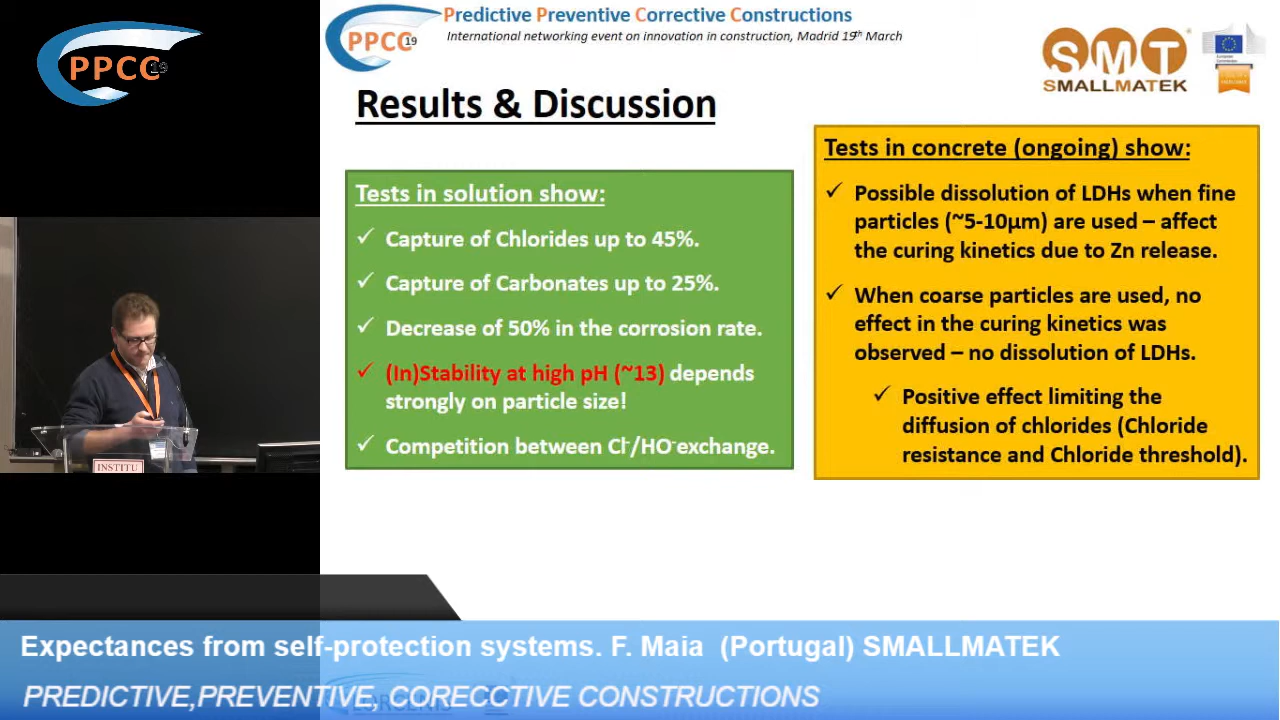 PPCC 19
PPCC 19
Predictive Preventive Corrective Constructions
International networking event on innovation in construction, Madrid 19th March
SMT
SMALLMATEK
Results & Discussion
Tests in solution show:
✓ Capture of Chlorides up to 45%.
✓ Capture of Carbonates up to 25%.
✓ Decrease of 50% in the corrosion rate.
✓ (In)Stability at high pH (~13) depends
strongly on particle size!
✓ Competition between Cl⁻/HO⁻ exchange.
Tests in concrete (ongoing) show:
✓ Possible dissolution of LDHs when fine
particles (~5-10μm) are used – affect
the curing kinetics due to Zn release.
✓ When coarse particles are used, no
effect in the curing kinetics was
observed – no dissolution of LDHs.
✓ Positive effect limiting the
diffusion of chlorides (Chloride
resistance and Chloride threshold).
INSTITU
Expectances from self-protection systems. F. Maia (Portugal) SMALLMATEK
PREDICTIVE,PREVENTIVE, CORECCTIVE CONSTRUCTIONS